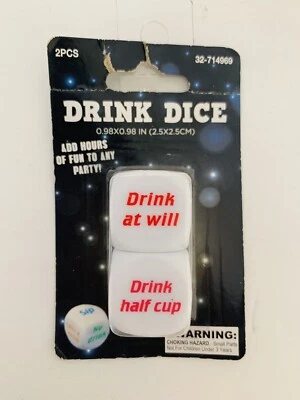 2PCS
32-714969
DRINK DICE
0.98X0.98 IN (2.5X2.5CM)
ADD HOURS
OF FUN TO ANY
PARTY!
Drink
at will
Drink
half cup
WARNING:
CHOKING HAZARD - Small Parts
Not For Children Under 3 Years